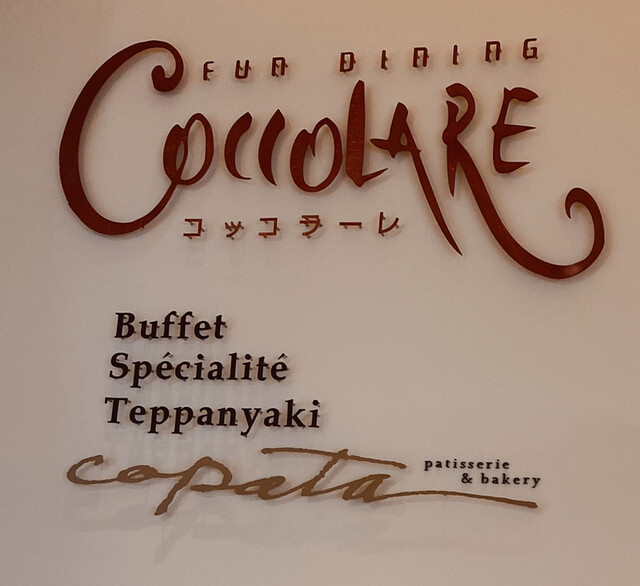 FUN DINING
COCCOLARE
コッコラーレ
Buffet
Spécialité
Teppanyaki
copata
patisserie
& bakery